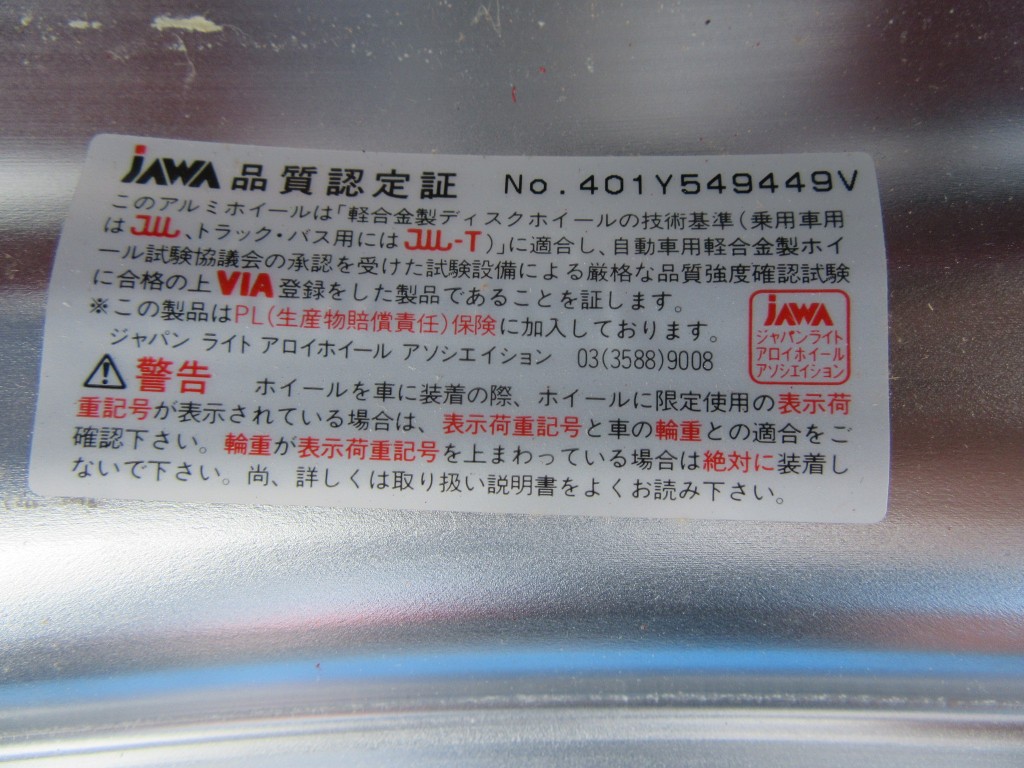 JAWA 品質認定証 No.401Y549449V
このアルミホイールは「軽合金製ディスクホイールの技術基準(乗用車用
はJWL、トラック・バス用にはJWL-T)」に適合し、自動車用軽合金製ホイ
ール試験協議会の承認を受けた試験設備による厳格な品質強度確認試験
に合格の上VIA登録をした製品であることを証します。
※この製品はPL(生産物賠償責任)保険に加入しております。
ジャパン ライト アロイホイール アソシエイション 03(3588)9008
JAWA
ジャパンライト
アロイホイール
アソシエイション
⚠警告 ホイールを車に装着の際、ホイールに限定使用の表示荷
重記号が表示されている場合は、表示荷重記号と車の輪重との適合をご
確認下さい。輪重が表示荷重記号を上まわっている場合は絶対に装着し
ないで下さい。尚、詳しくは取り扱い説明書をよくお読み下さい。